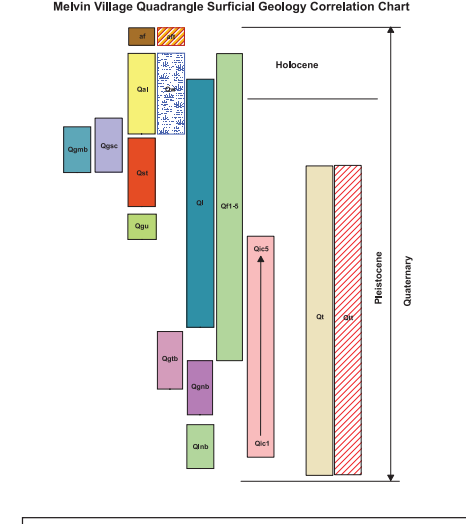 Melvin Village Quadrangle Surficial Geology Correlation Chart
af
Holocene
Qal
Qgmb
Qgsc
Qst
Ql
Qf1-5
Qgu
Qic5
Pleistocene
Quaternary
Qt
Qtt
Qgtb
Qgnb
Qic1
Qlnb